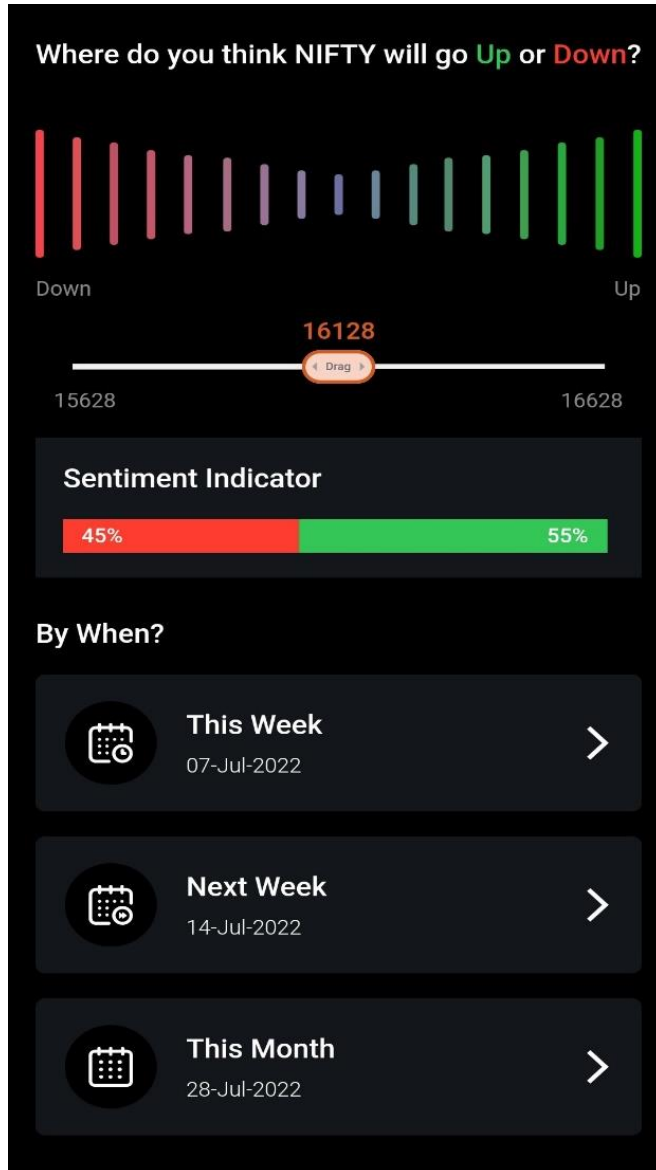 Where do you think NIFTY will go Up or Down?
Down Up
16128
Drag
15628 16628
Sentiment Indicator
45% 55%
By When?
This Week
07-Jul-2022
Next Week
14-Jul-2022
This Month
28-Jul-2022